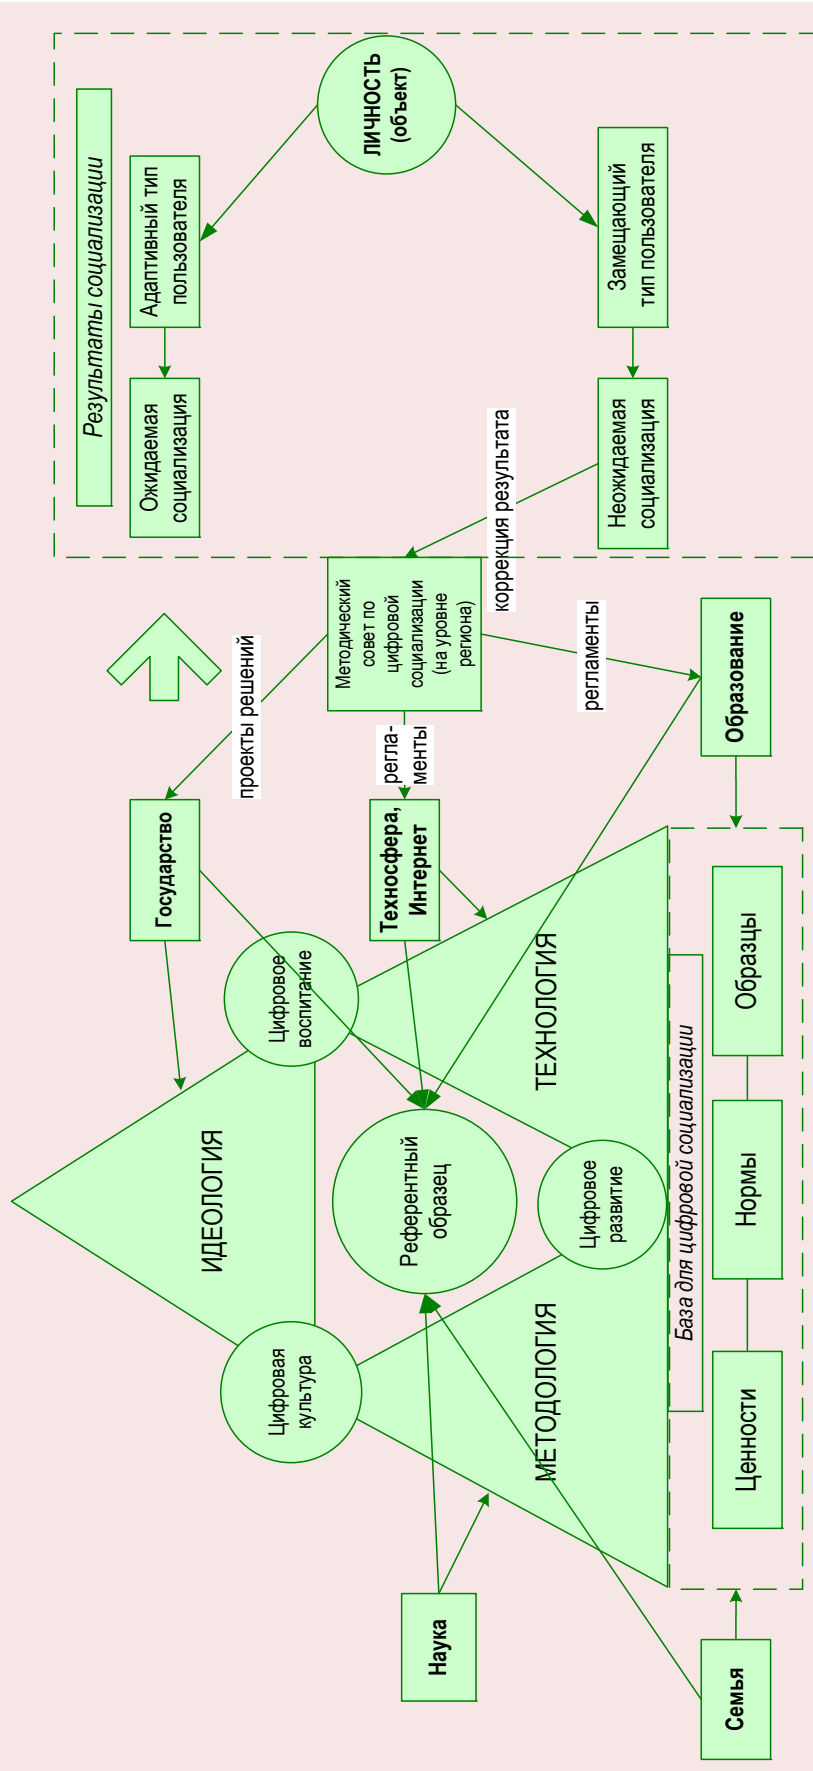 Семья
Наука
МЕТОДОЛОГИЯ
Цифровая
культура
ИДЕОЛОГИЯ
Референтный
образец
Цифровое
развитие
Цифровое
воспитание
ТЕХНОЛОГИЯ
База для цифровой социализации
Ценности
Нормы
Образцы
Государство
Техносфера,
Интернет
Образование
проекты решений
регла-
менты
регламенты
Методический
совет по
цифровой
социализации
(на уровне
региона)
коррекция результата
Результаты социализации
Ожидаемая
социализация
Адаптивный тип
пользователя
Неожидаемая
социализация
Замещающий
тип пользователя
ЛИЧНОСТЬ
(объект)